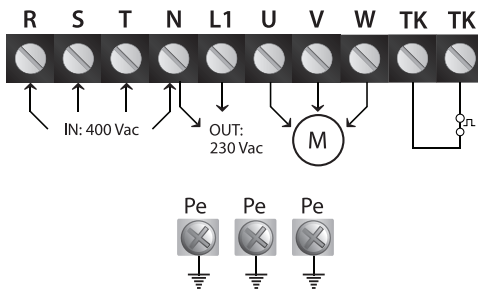 R S T N L1 U V W TK TK
IN: 400 Vac
OUT:
230 Vac
M
Pe Pe Pe